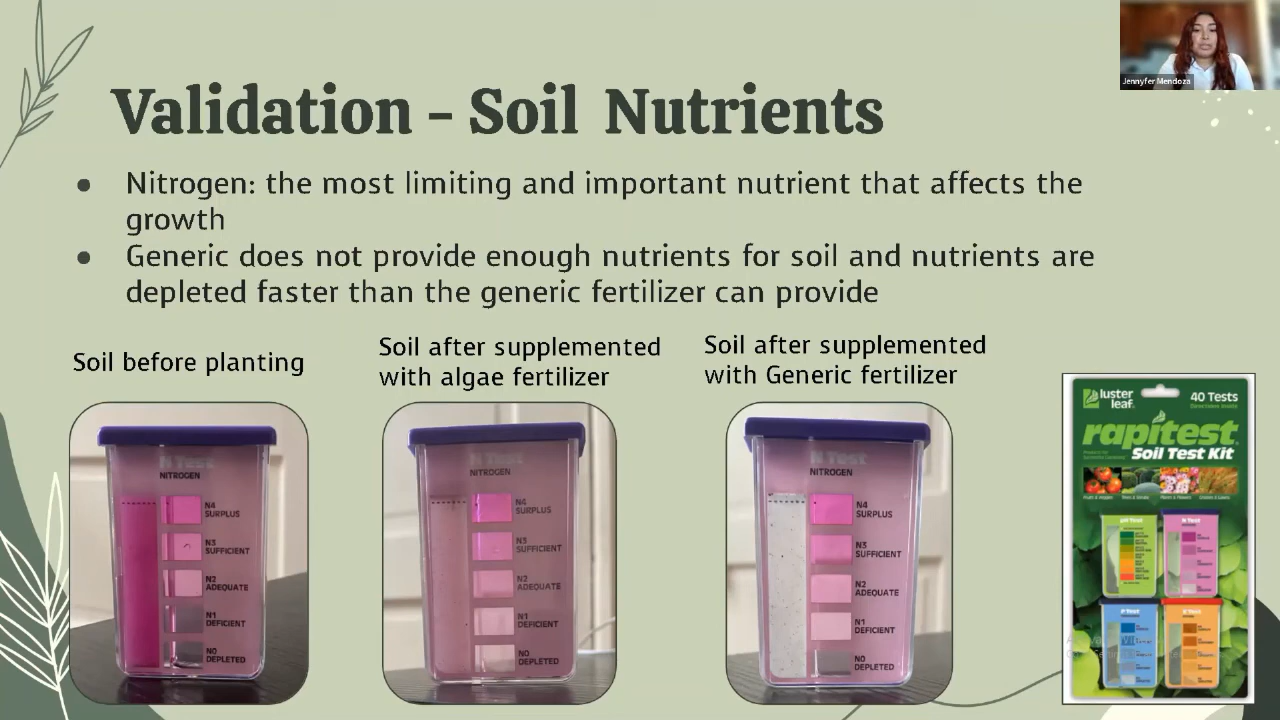 Jennyfer Mendoza
Validation - Soil Nutrients
● Nitrogen: the most limiting and important nutrient that affects the
growth
● Generic does not provide enough nutrients for soil and nutrients are
depleted faster than the generic fertilizer can provide
Soil before planting
Soil after supplemented
with algae fertilizer
Soil after supplemented
with Generic fertilizer
N Test
NITROGEN
N4
SURPLUS
N3
SUFFICIENT
N2
ADEQUATE
N1
DEFICIENT
N0
DEPLETED
N Test
NITROGEN
N4
SURPLUS
N3
SUFFICIENT
N2
ADEQUATE
N1
DEFICIENT
N0
DEPLETED
N Test
NITROGEN
N4
SURPLUS
N3
SUFFICIENT
N2
ADEQUATE
N1
DEFICIENT
N0
DEPLETED
luster
leaf
40 Tests
rapitest
Soil Test Kit